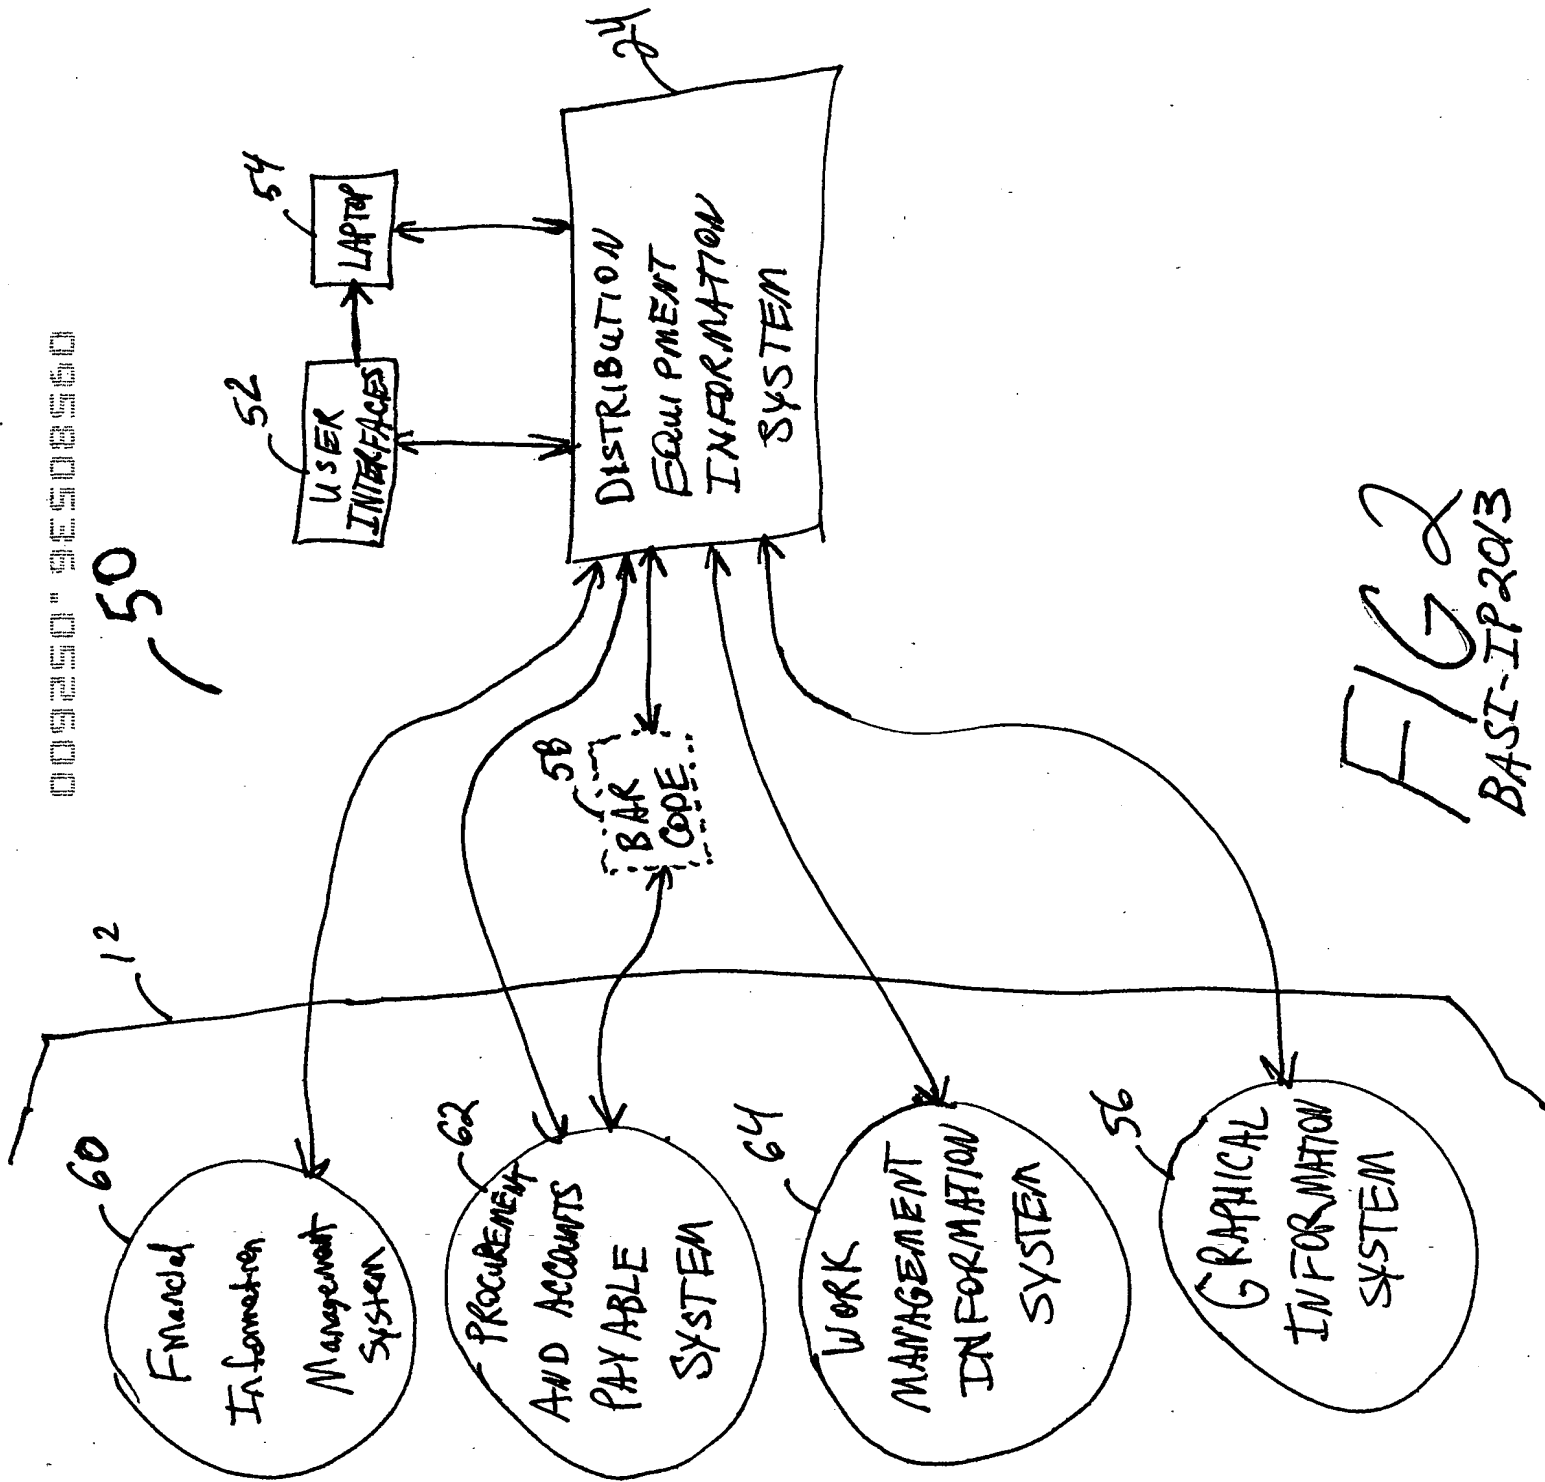 09580536.052600
50
12
60
Financial
Information
Management
System
62
PROCUREMENT
AND ACCOUNTS
PAYABLE
SYSTEM
64
WORK
MANAGEMENT
INFORMATION
SYSTEM
56
GRAPHICAL
INFORMATION
SYSTEM
58
BAR
CODE
52
USER
INTERFACES
54
LAPTOP
24
DISTRIBUTION
EQUIPMENT
INFORMATION
SYSTEM
FIG 2
BASI-IP2013